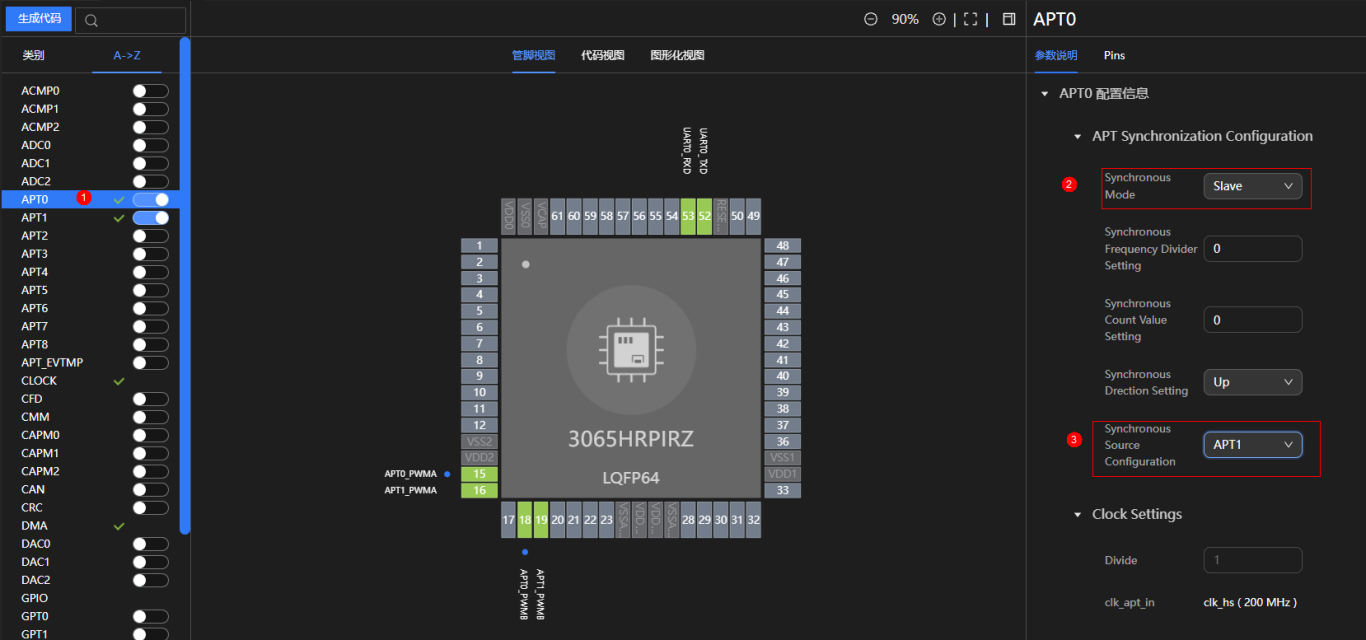 生成代码
90%
APT0
类别
A->Z
管脚视图
代码视图
图形化视图
参数说明
Pins
ACMP0
ACMP1
ACMP2
ADC0
ADC1
ADC2
APT0
1
APT1
APT2
APT3
APT4
APT5
APT6
APT7
APT8
APT_EVTMP
CLOCK
CFD
CMM
CAPM0
CAPM1
CAPM2
CAN
CRC
DMA
DAC0
DAC1
DAC2
GPIO
GPT0
GPT1
UART0_RXD
UART0_TXD
VDD0
VSS0
VCAP
61
60
59
58
57
56
55
54
53
52
RESE...
50
49
1
2
3
4
5
6
7
8
9
10
11
12
VSS2
VDD2
APT0_PWMA
15
APT1_PWMA
16
48
47
46
45
44
43
42
41
40
39
38
37
36
VSS1
VDD1
33
3065HRPIRZ
LQFP64
17
18
19
20
21
22
23
VSSA...
VDD...
VDD...
VSSA...
28
29
30
31
32
APT0_PWMB
APT1_PWMB
APT0 配置信息
APT Synchronization Configuration
2
Synchronous
Mode
Slave
Synchronous
Frequency Divider
Setting
0
Synchronous
Count Value
Setting
0
Synchronous
Drection Setting
Up
3
Synchronous
Source
Configuration
APT1
Clock Settings
Divide
1
clk_apt_in
clk_hs ( 200 MHz )